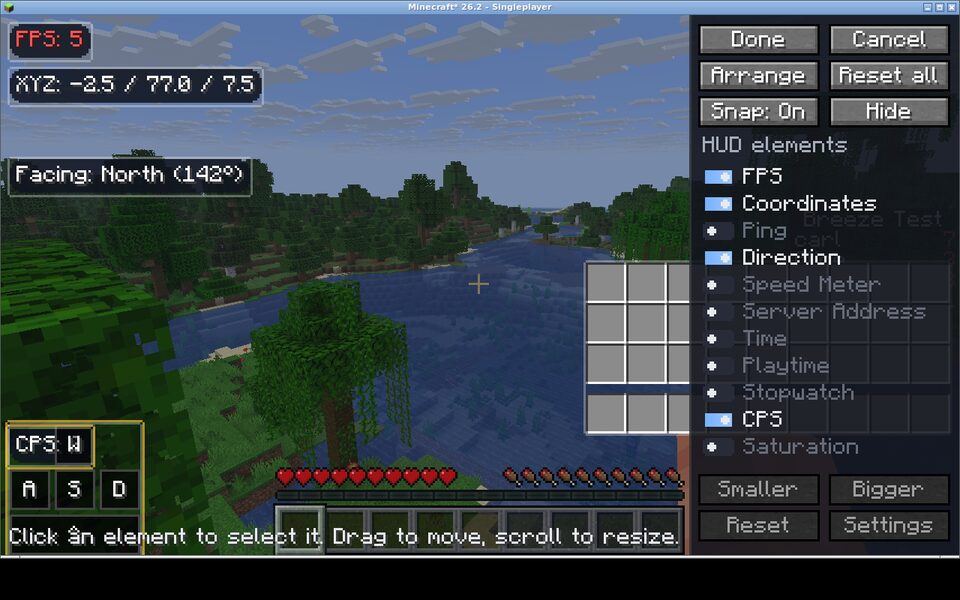 Minecraft* 26.2 - Singleplayer
FPS: 5
XYZ: -2.5 / 77.0 / 7.5
Facing: North (142°)
CPS: W
A S D
Click an element to select it. Drag to move, scroll to resize.
Done Cancel
Arrange Reset all
Snap: On Hide
HUD elements
FPS
Coordinates
Breeze Test
Ping
carl
Direction
Speed Meter
Server Address
Time
Playtime
Stopwatch
CPS
Saturation
Smaller Bigger
Reset Settings